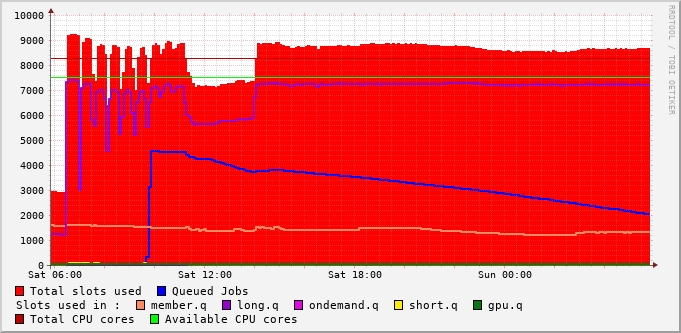 10000
9000
8000
7000
6000
5000
4000
3000
2000
1000
0
Sat 06:00 Sat 12:00 Sat 18:00 Sun 00:00
Total slots used Queued Jobs
Slots used in : member.q long.q ondemand.q short.q gpu.q
Total CPU cores Available CPU cores
RRDTOOL / TOBI OETIKER